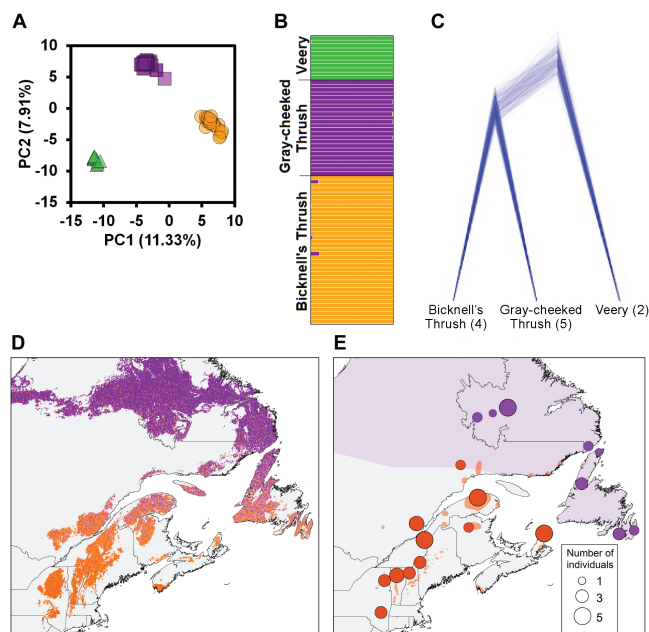 A
PC2 (7.91%)
10
5
0
-5
-10
-15
-15
-10
-5
0
5
10
PC1 (11.33%)
B
Veery
Gray-cheeked
Thrush
Bicknell's Thrush
C
Bicknell's
Thrush (4)
Gray-cheeked
Thrush (5)
Veery (2)
D
E
Number of
individuals
1
3
5